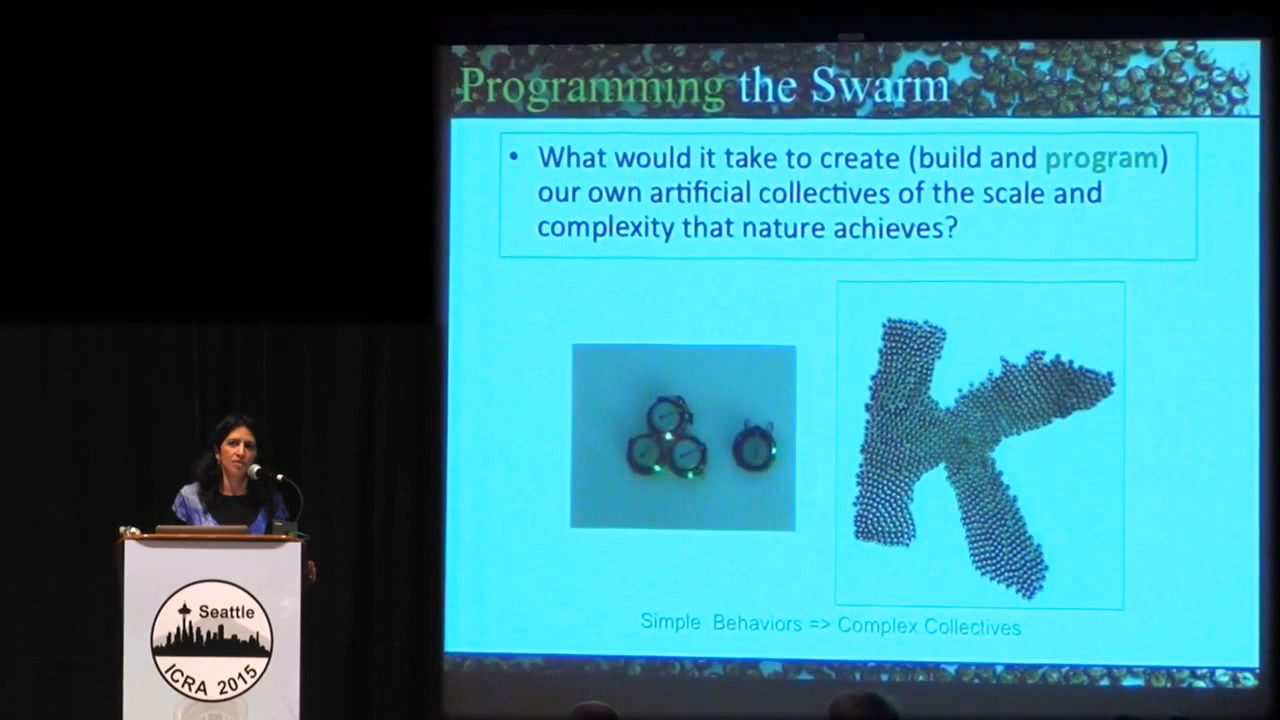 Programming the Swarm
• What would it take to create (build and program)
our own artificial collectives of the scale and
complexity that nature achieves?
Simple Behaviors => Complex Collectives
Seattle
ICRA 2015